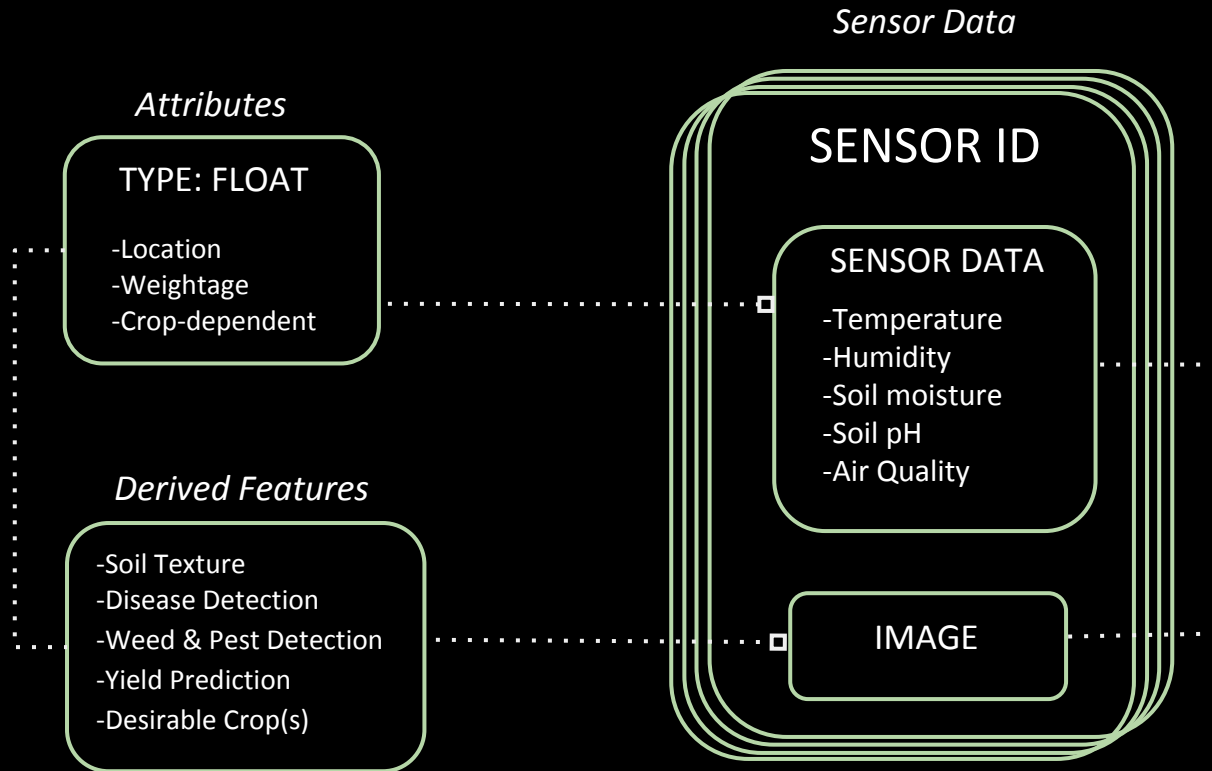 Sensor Data
Attributes
TYPE: FLOAT
-Location
-Weightage
-Crop-dependent
SENSOR ID
SENSOR DATA
-Temperature
-Humidity
-Soil moisture
-Soil pH
-Air Quality
Derived Features
-Soil Texture
-Disease Detection
-Weed & Pest Detection
-Yield Prediction
-Desirable Crop(s)
IMAGE